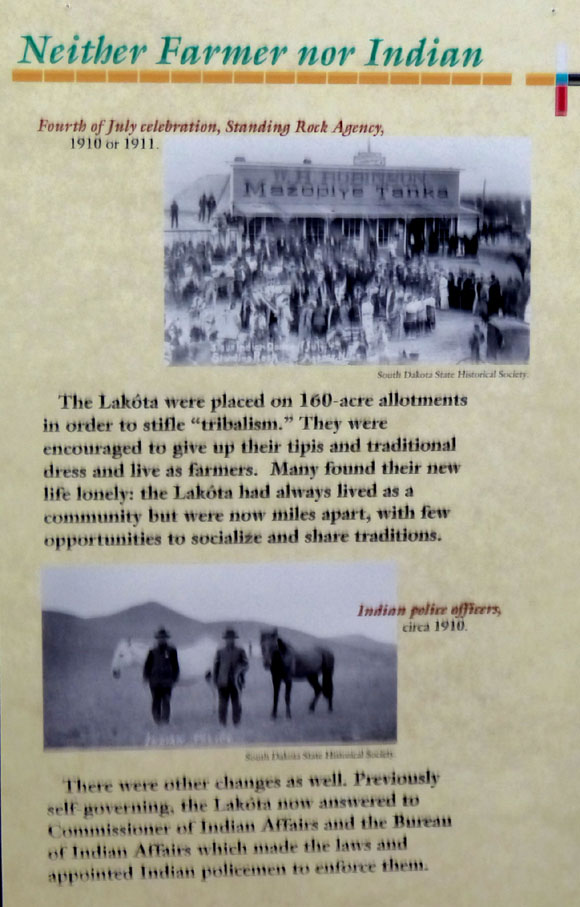 Neither Farmer nor Indian
Fourth of July celebration, Standing Rock Agency,
1910 or 1911.
W. R. ROBINSON
Mazopiye Tanka
South Dakota State Historical Society.
The Lakóta were placed on 160-acre allotments
in order to stifle “tribalism.” They were
encouraged to give up their tipis and traditional
dress and live as farmers. Many found their new
life lonely: the Lakóta had always lived as a
community but were now miles apart, with few
opportunities to socialize and share traditions.
Indian police officers,
circa 1910.
INDIAN POLICE
South Dakota State Historical Society.
There were other changes as well. Previously
self-governing, the Lakóta now answered to
Commissioner of Indian Affairs and the Bureau
of Indian Affairs which made the laws and
appointed Indian policemen to enforce them.